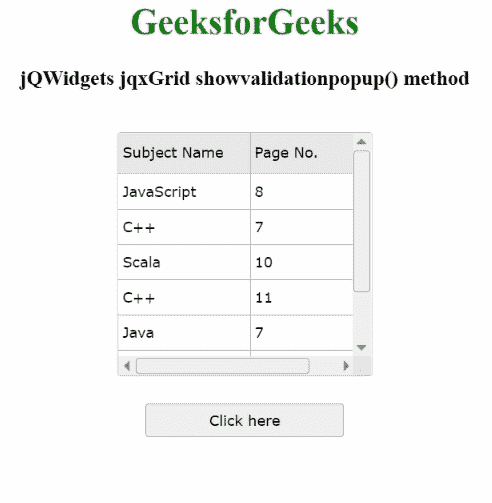 GeeksforGeeks
jQWidgets jqxGrid showvalidationpopup() method
Subject Name Page No.
JavaScript 8
C++ 7
Scala 10
C++ 11
Java 7
Click here